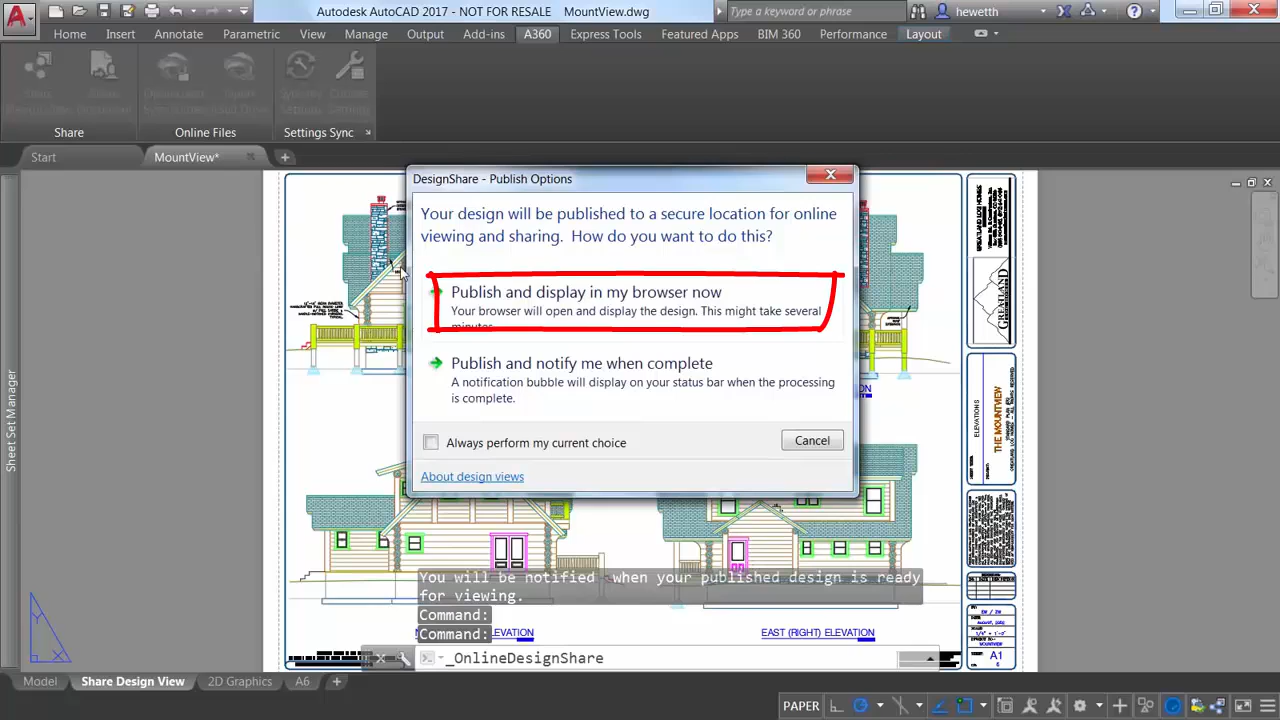 Autodesk AutoCAD 2017 - NOT FOR RESALE MountView.dwg
Type a keyword or phrase
hewetth
Home Insert Annotate Parametric View Manage Output Add-ins A360 Express Tools Featured Apps BIM 360 Performance Layout
Share Online Files Settings Sync
Start MountView*
DesignShare - Publish Options
Your design will be published to a secure location for online
viewing and sharing. How do you want to do this?
Publish and display in my browser now
Your browser will open and display the design. This might take several
minutes.
Publish and notify me when complete
A notification bubble will display on your status bar when the processing
is complete.
Always perform my current choice
Cancel
About design views
Sheet Set Manager
GREATLAND
ELEVATIONS
THE MOUNTVIEW
You will be notified when your published design is ready
for viewing.
Command:
Command:
ELEVATION
EAST (RIGHT) ELEVATION
A1
Y
X
_OnlineDesignShare
Model Share Design View 2D Graphics A6
PAPER